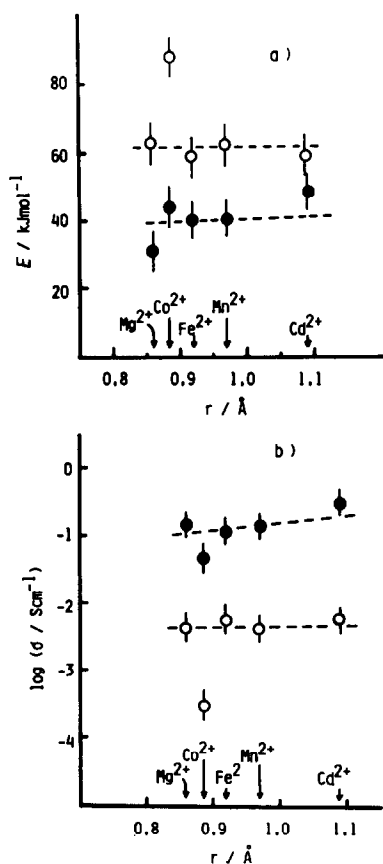 a )
E / kJmol⁻¹
80
60
40
20
Mg²⁺
Co²⁺
Fe²⁺
Mn²⁺
Cd²⁺
0.8 0.9 1.0 1.1
r / Å
b )
log (d / Scm⁻¹)
0
-1
-2
-3
-4
Mg²⁺
Co²⁺
Fe²
Mn²⁺
Cd²⁺
0.8 0.9 1.0 1.1
r / Å